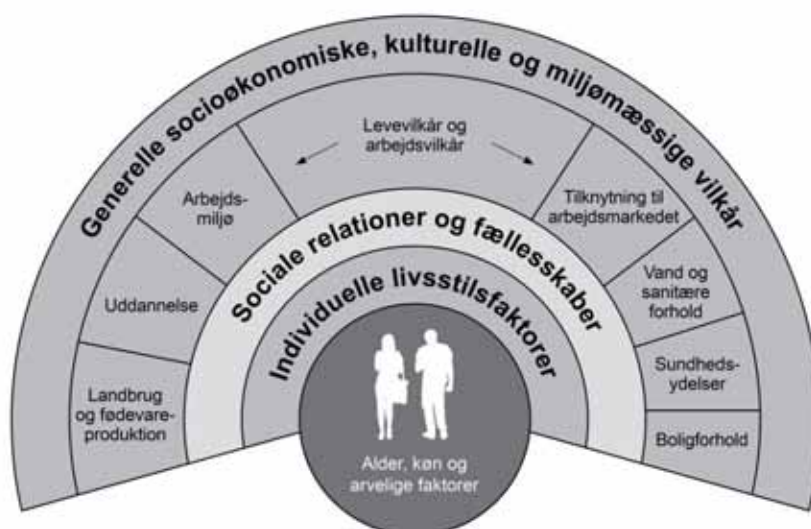 Generelle socioøkonomiske, kulturelle og miljømæssige vilkår
Levevilkår og
arbejdsvilkår
Arbejds-
miljø
Tilknytning til
arbejdsmarkedet
Uddannelse
Vand og
sanitære
forhold
Landbrug
og fødevare-
produktion
Sundheds-
ydelser
Boligforhold
Sociale relationer og fællesskaber
Individuelle livsstilsfaktorer
Alder, køn og
arvelige faktorer